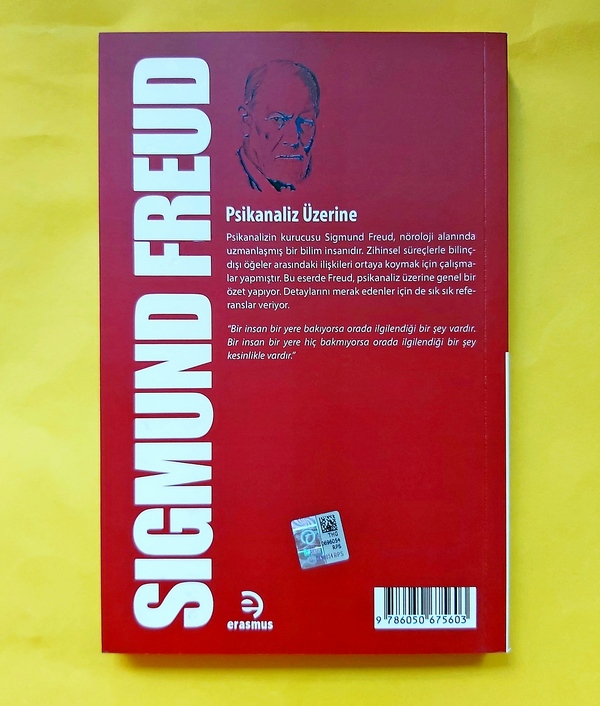 SIGMUND FREUD
Psikanaliz Üzerine
Psikanalizin kurucusu Sigmund Freud, nöroloji alanında
uzmanlaşmış bir bilim insanıdır. Zihinsel süreçlerle bilinç-
dışı öğeler arasındaki ilişkileri ortaya koymak için çalışma-
lar yapmıştır. Bu eserde Freud, psikanaliz üzerine genel bir
özet yapıyor. Detaylarını merak edenler için de sık sık refe-
ranslar veriyor.
"Bir insan bir yere bakıyorsa orada ilgilendiği bir şey vardır.
Bir insan bir yere hiç bakmıyorsa orada ilgilendiği bir şey
kesinlikle vardır."
THG
RPS
erasmus
9 786050 675603